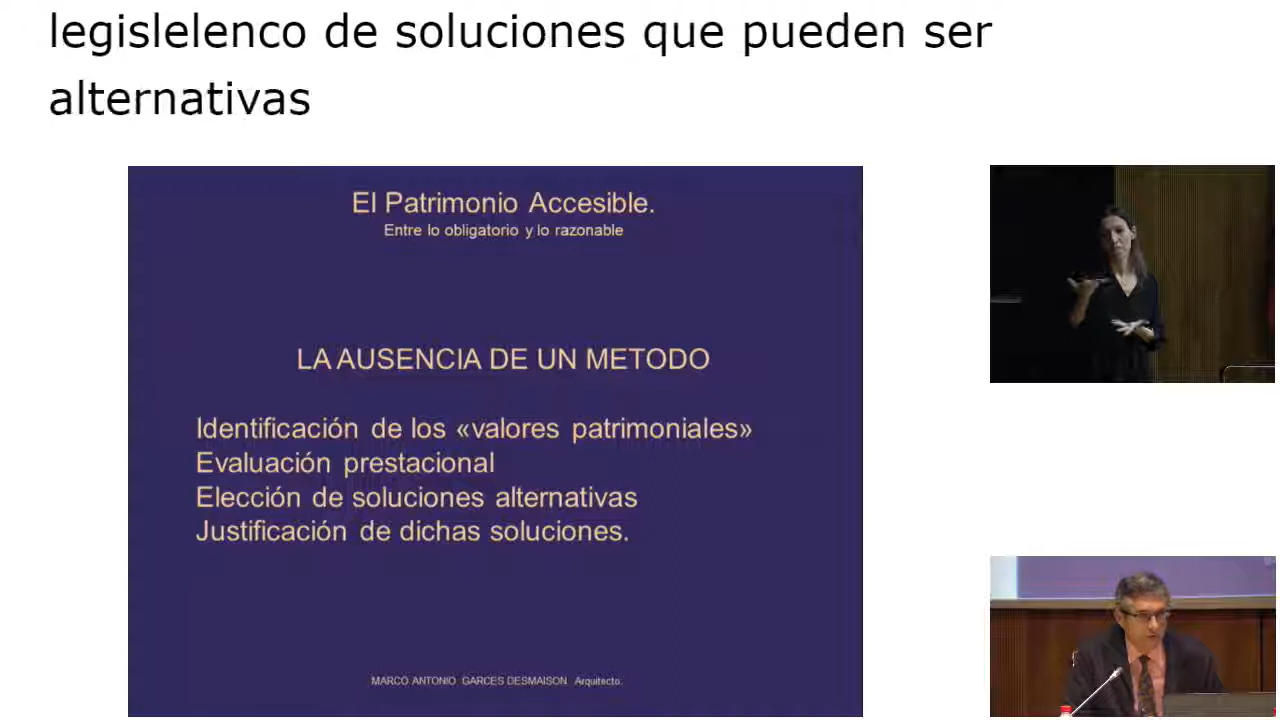 legislelenco de soluciones que pueden ser
alternativas
El Patrimonio Accesible.
Entre lo obligatorio y lo razonable
LA AUSENCIA DE UN METODO
Identificación de los «valores patrimoniales»
Evaluación prestacional
Elección de soluciones alternativas
Justificación de dichas soluciones.
MARCO ANTONIO GARCES DESMAISON Arquitecto.